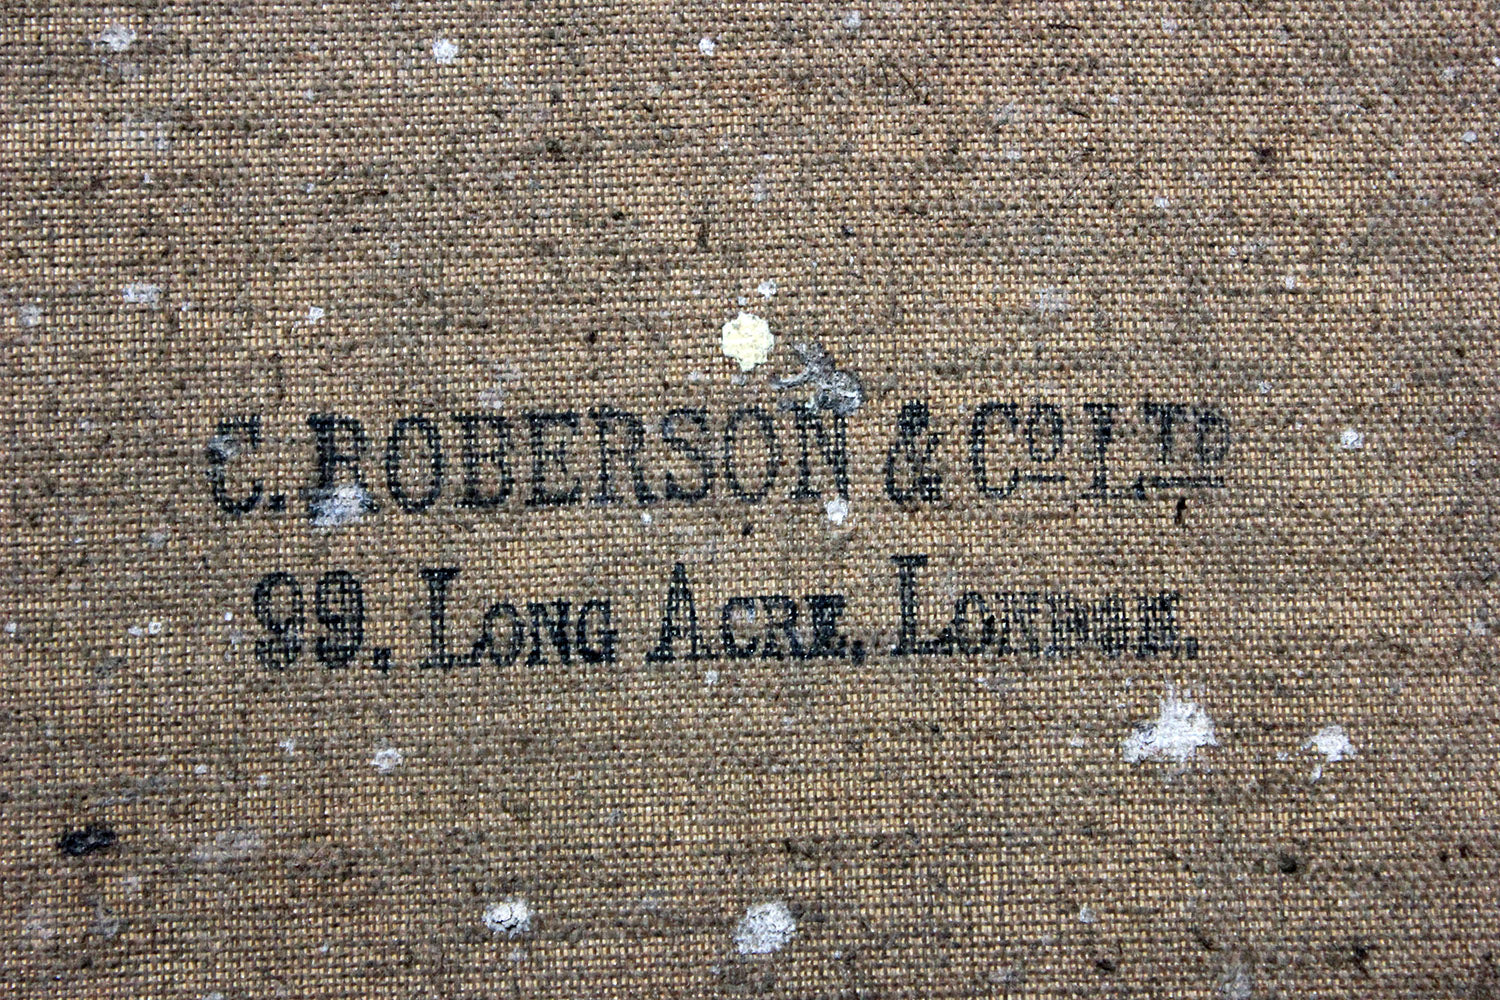 C. ROBERSON & Co LTD
99, LONG ACRE, LONDON.